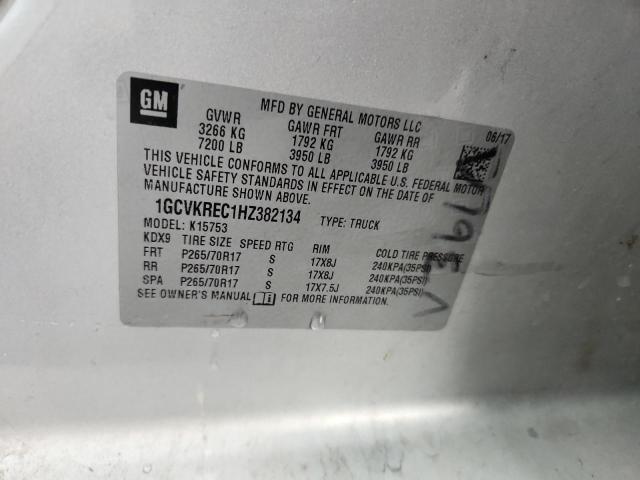 GM
MFD BY GENERAL MOTORS LLC
06/17
GVWR GAWR FRT GAWR RR
3266 KG 1792 KG 1792 KG
7200 LB 3950 LB 3950 LB
THIS VEHICLE CONFORMS TO ALL APPLICABLE U.S. FEDERAL MOTOR
VEHICLE SAFETY STANDARDS IN EFFECT ON THE DATE OF
MANUFACTURE SHOWN ABOVE.
1GCVKREC1HZ382134 TYPE: TRUCK
MODEL: K15753
KDX9 TIRE SIZE SPEED RTG RIM COLD TIRE PRESSURE
FRT P265/70R17 S 17X8J 240KPA(35PSI)
RR P265/70R17 S 17X8J 240KPA(35PSI)
SPA P265/70R17 S 17X7.5J 240KPA(35PSI)
SEE OWNER'S MANUAL FOR MORE INFORMATION.